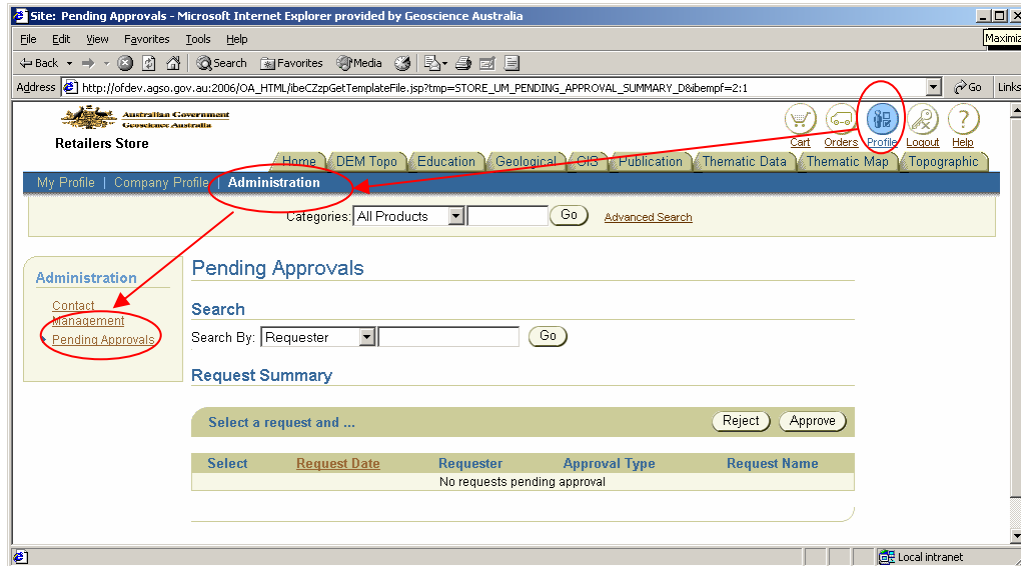 Site: Pending Approvals - Microsoft Internet Explorer provided by Geoscience Australia
File Edit View Favorites Tools Help
Maximiz
Back Search Favorites Media
Address http://ofdev.agso.gov.au:2006/OA_HTML/ibeCZzpGetTemplateFile.jsp?tmp=STORE_UM_PENDING_APPROVAL_SUMMARY_D&ibempf=2:1 Go Links
Australian Government
Geoscience Australia
Retailers Store
Cart Orders Profile Logout Help
Home DEM Topo Education Geological GIS Publication Thematic Data Thematic Map Topographic
My Profile | Company Profile | Administration
Categories: All Products Go Advanced Search
Administration
Contact
Management
Pending Approvals
Pending Approvals
Search
Search By: Requester Go
Request Summary
Select a request and ... Reject Approve
Select Request Date Requester Approval Type Request Name
No requests pending approval
Local intranet